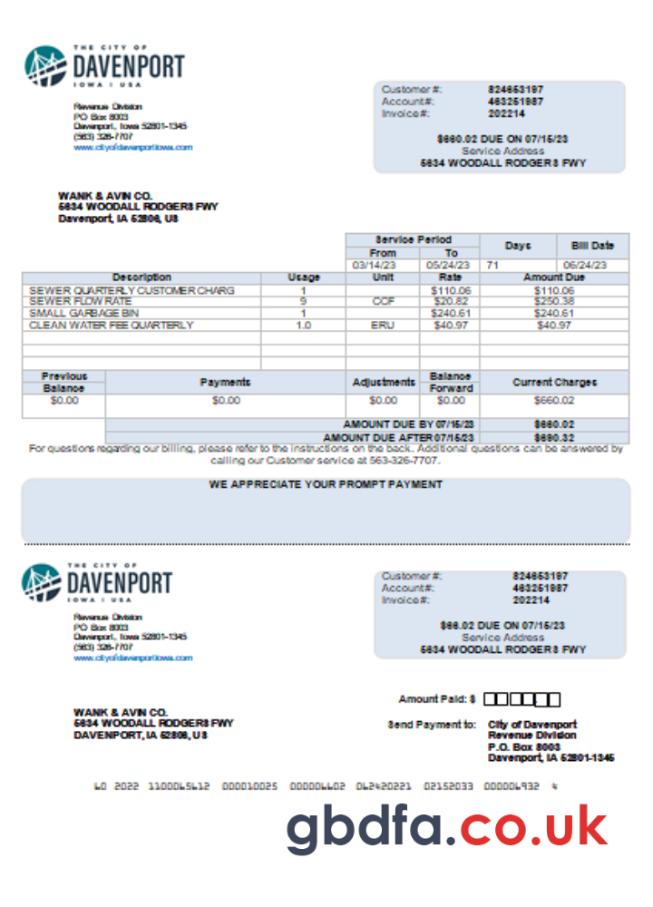 THE CITY OF
DAVENPORT
IOWA | USA
Revenue Division
PO Box 8003
Davenport, Iowa 52801-1345
(563) 326-7707
www.cityofdavenportiowa.com
Customer #: 824653197
Account#: 463251987
Invoice#: 202214
$660.02 DUE ON 07/15/23
Service Address
5634 WOODALL RODGERS FWY
WANK & AVIN CO.
5634 WOODALL RODGERS FWY
Davenport, IA 52806, US
Service Period Days Bill Date
From To
03/14/23 05/24/23 71 06/24/23
Description Usage Unit Rate Amount Due
SEWER QUARTERLY CUSTOMER CHARG 1 $110.06 $110.06
SEWER FLOW RATE 9 CCF $20.82 $250.38
SMALL GARBAGE BIN 1 $240.61 $240.61
CLEAN WATER FEE QUARTERLY 1.0 ERU $40.97 $40.97
Previous Balance Payments Adjustments Balance Forward Current Charges
$0.00 $0.00 $0.00 $0.00 $660.02
AMOUNT DUE BY 07/15/23 $660.02
AMOUNT DUE AFTER 07/15/23 $690.32
For questions regarding our billing, please refer to the instructions on the back. Additional questions can be answered by
calling our Customer service at 563-326-7707.
WE APPRECIATE YOUR PROMPT PAYMENT
THE CITY OF
DAVENPORT
IOWA | USA
Revenue Division
PO Box 8003
Davenport, Iowa 52801-1345
(563) 326-7707
www.cityofdavenportiowa.com
Customer #: 824653197
Account#: 463251987
Invoice#: 202214
$66.02 DUE ON 07/15/23
Service Address
5634 WOODALL RODGERS FWY
Amount Paid: $
WANK & AVIN CO.
5634 WOODALL RODGERS FWY
DAVENPORT, IA 52806, US
Send Payment to: City of Davenport
Revenue Division
P.O. Box 8003
Davenport, IA 52801-1345
60 2022 1100065612 000010025 000006602 062420221 02152033 000006932 4
gbdfa.co.uk